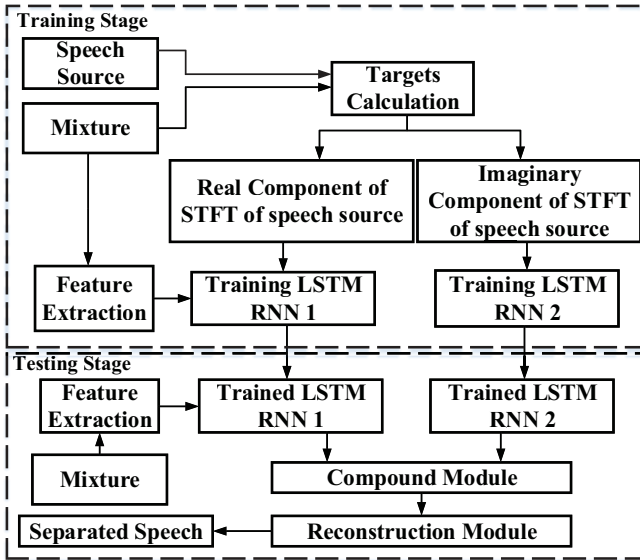 Training Stage
Speech
Source
Targets
Calculation
Mixture
Real Component of
STFT of speech source
Imaginary
Component of STFT
of speech source
Feature
Extraction
Training LSTM
RNN 1
Training LSTM
RNN 2
Testing Stage
Feature
Extraction
Trained LSTM
RNN 1
Trained LSTM
RNN 2
Mixture
Compound Module
Separated Speech
Reconstruction Module